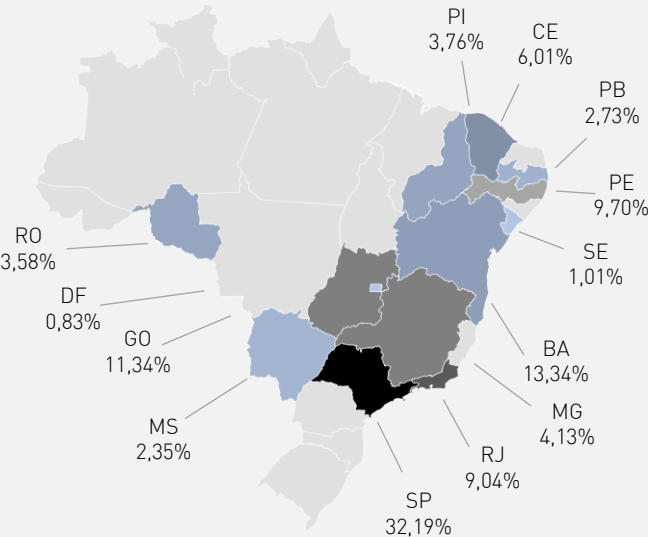 PI
3,76%
CE
6,01%
PB
2,73%
PE
9,70%
SE
1,01%
RO
3,58%
DF
0,83%
GO
11,34%
BA
13,34%
MG
4,13%
MS
2,35%
RJ
9,04%
SP
32,19%